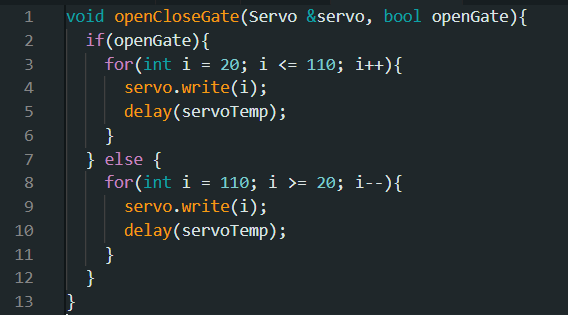 1 void openCloseGate(Servo &servo, bool openGate){
2   if(openGate){
3     for(int i = 20; i <= 110; i++){
4       servo.write(i);
5       delay(servoTemp);
6     }
7   } else {
8     for(int i = 110; i >= 20; i--){
9       servo.write(i);
10       delay(servoTemp);
11     }
12   }
13 }